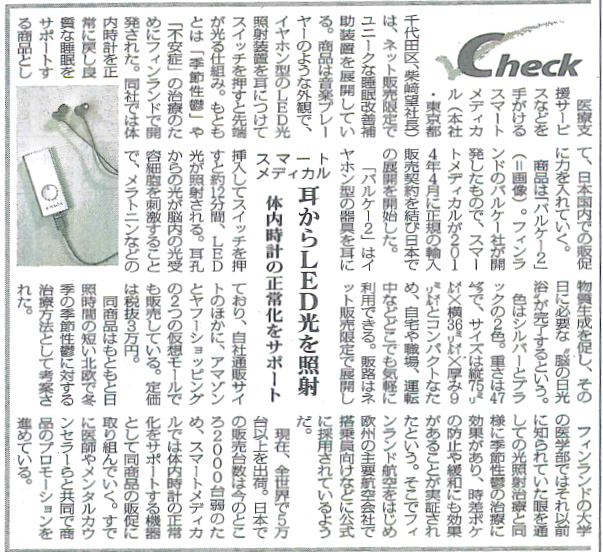 Check
医療支
援サービ
スなどを
手がける
スマート
メディカ
ル(本社
・東京都
千代田区、柴崎望社長)
は、ネット販売限定で
ユニークな睡眠改善補
助装置を展開してい
る。商品は音楽プレー
ヤーのような外観で、
イヤホン型のLED光
照射装置を耳につけて
スイッチを押すと先端
が光る仕組み。もとも
とは「季節性鬱」や
「不安症」の治療のた
めにフィンランドで開
発された。同社では体
内時計を正
常に戻し良
質な睡眠を
サポートす
る商品とし
スマートメディカル
耳からLED光を照射
体内時計の正常化をサポート
て、日本国内での販促
に力を入れていく。
商品は「バルケー2」
(=画像)。フィンラ
ンドのバルケー社が開
発したもので、スマー
トメディカルが201
4年4月に正規の輸入
販売契約を結び日本で
の展開を開始した。
「バルケー2」はイ
ヤホン型の器具を耳に
挿入してスイッチを押
すと約12分間、LED
光が照射される。耳孔
からの光が脳内の光受
容細胞を刺激すること
で、メラトニンなどの
物質生成を促し、その
日に必要な〝脳の日光
浴〟が完了するという。
色はシルバーとブラ
ックの2色。重さは47
㌘で、サイズは縦75㍉
㍍×横36㍉㍍×厚み9
㍉㍍とコンパクトなた
め、自宅や職場、運転
中などどこでも気軽に
利用できる。販路はネ
ット販売限定で展開し
ており、自社通販サイ
トのほかに、アマゾン
とヤフーショッピング
の2つの仮想モールで
も販売している。定価
は税抜3万円。
同商品はもともと日
照時間の短い北欧で冬
季の季節性鬱に対する
治療方法として考案さ
れた。
フィンランドの大学
の医学部ではそれ以前
に知られていた眼を通
しての光照射治療と同
様に季節性鬱の治療に
効果があり、時差ボケ
の防止や緩和にも効果
があることが実証され
たという。そこでフィ
ンランド航空をはじめ
欧州の主要航空会社で
搭乗員向けなどに公式
に採用されているよう
だ。
現在、全世界で5万
台以上を出荷。日本で
の販売台数は今のとこ
ろ2000台弱のた
め、スマートメディカ
ルでは体内時計の正常
化をサポートする機器
として同商品の販促に
取り組んでいく。すで
に医師やメンタルカウ
ンセラーらと共同で商
品のプロモーションを
進めている。